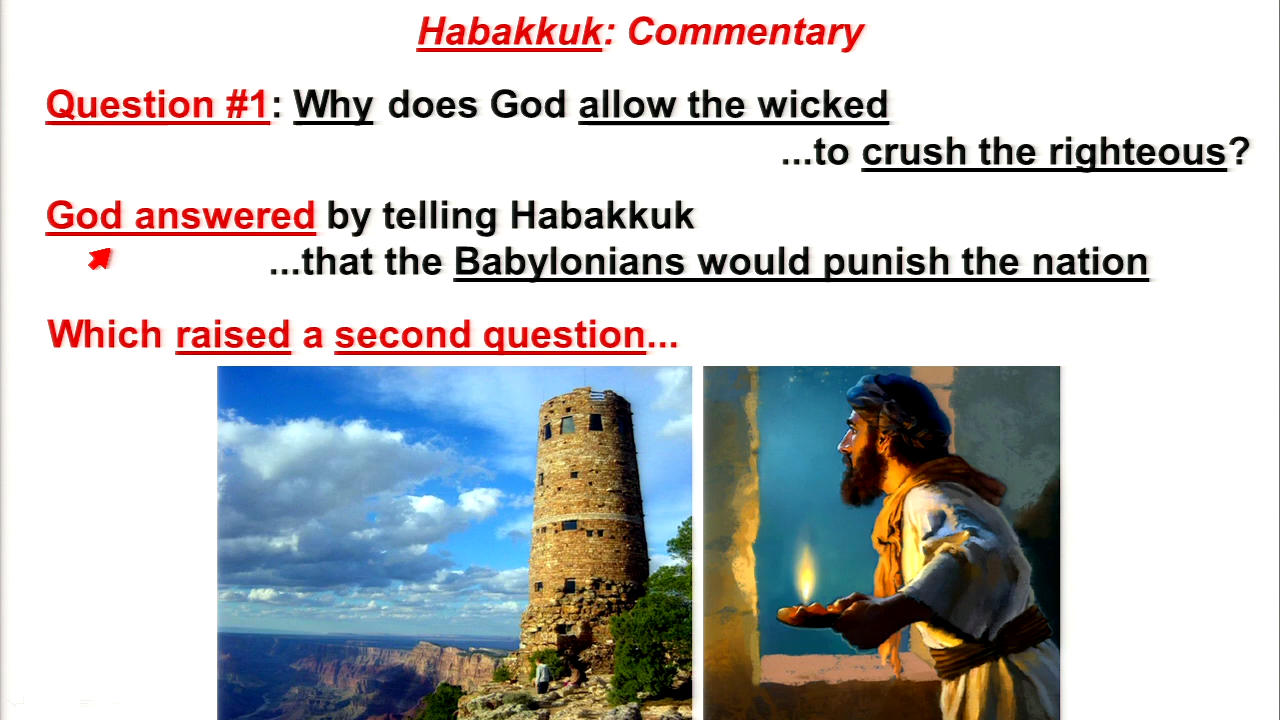 Habakkuk: Commentary
Question #1: Why does God allow the wicked
...to crush the righteous?
God answered by telling Habakkuk
...that the Babylonians would punish the nation
Which raised a second question...